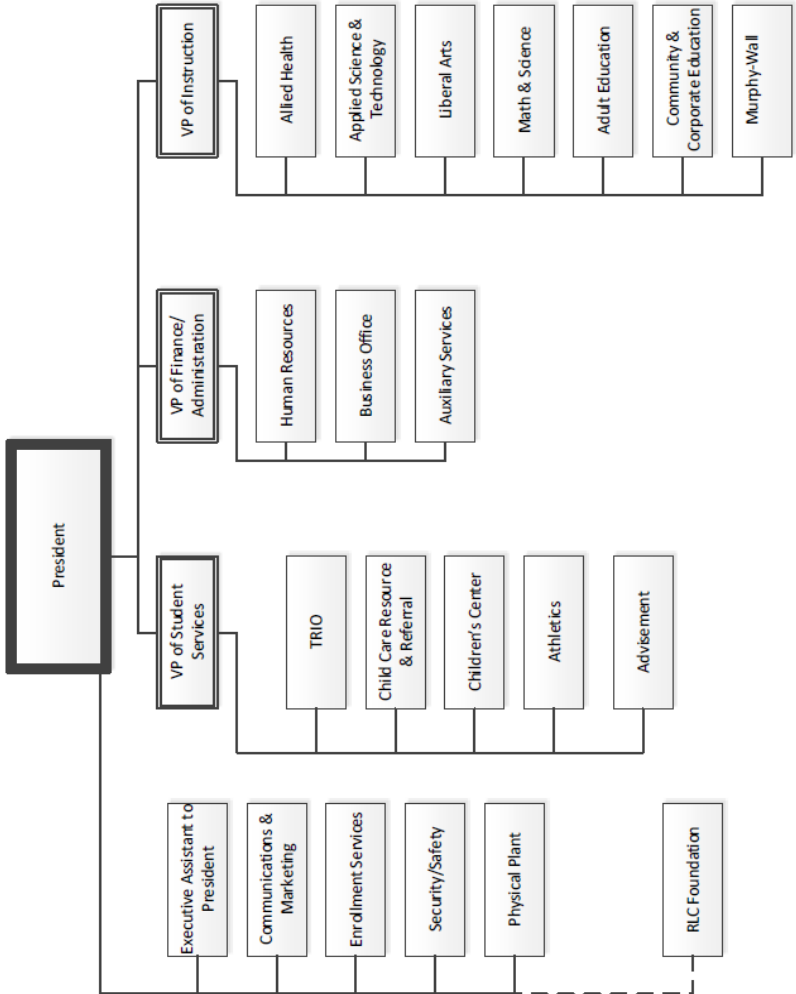 President
Executive Assistant to
President
Communications &
Marketing
Enrollment Services
Security/Safety
Physical Plant
RLC Foundation
VP of Student
Services
TRIO
Child Care Resource
& Referral
Children's Center
Athletics
Advisement
VP of Finance/
Administration
Human Resources
Business Office
Auxiliary Services
VP of Instruction
Allied Health
Applied Science &
Technology
Liberal Arts
Math & Science
Adult Education
Community &
Corporate Education
Murphy-Wall